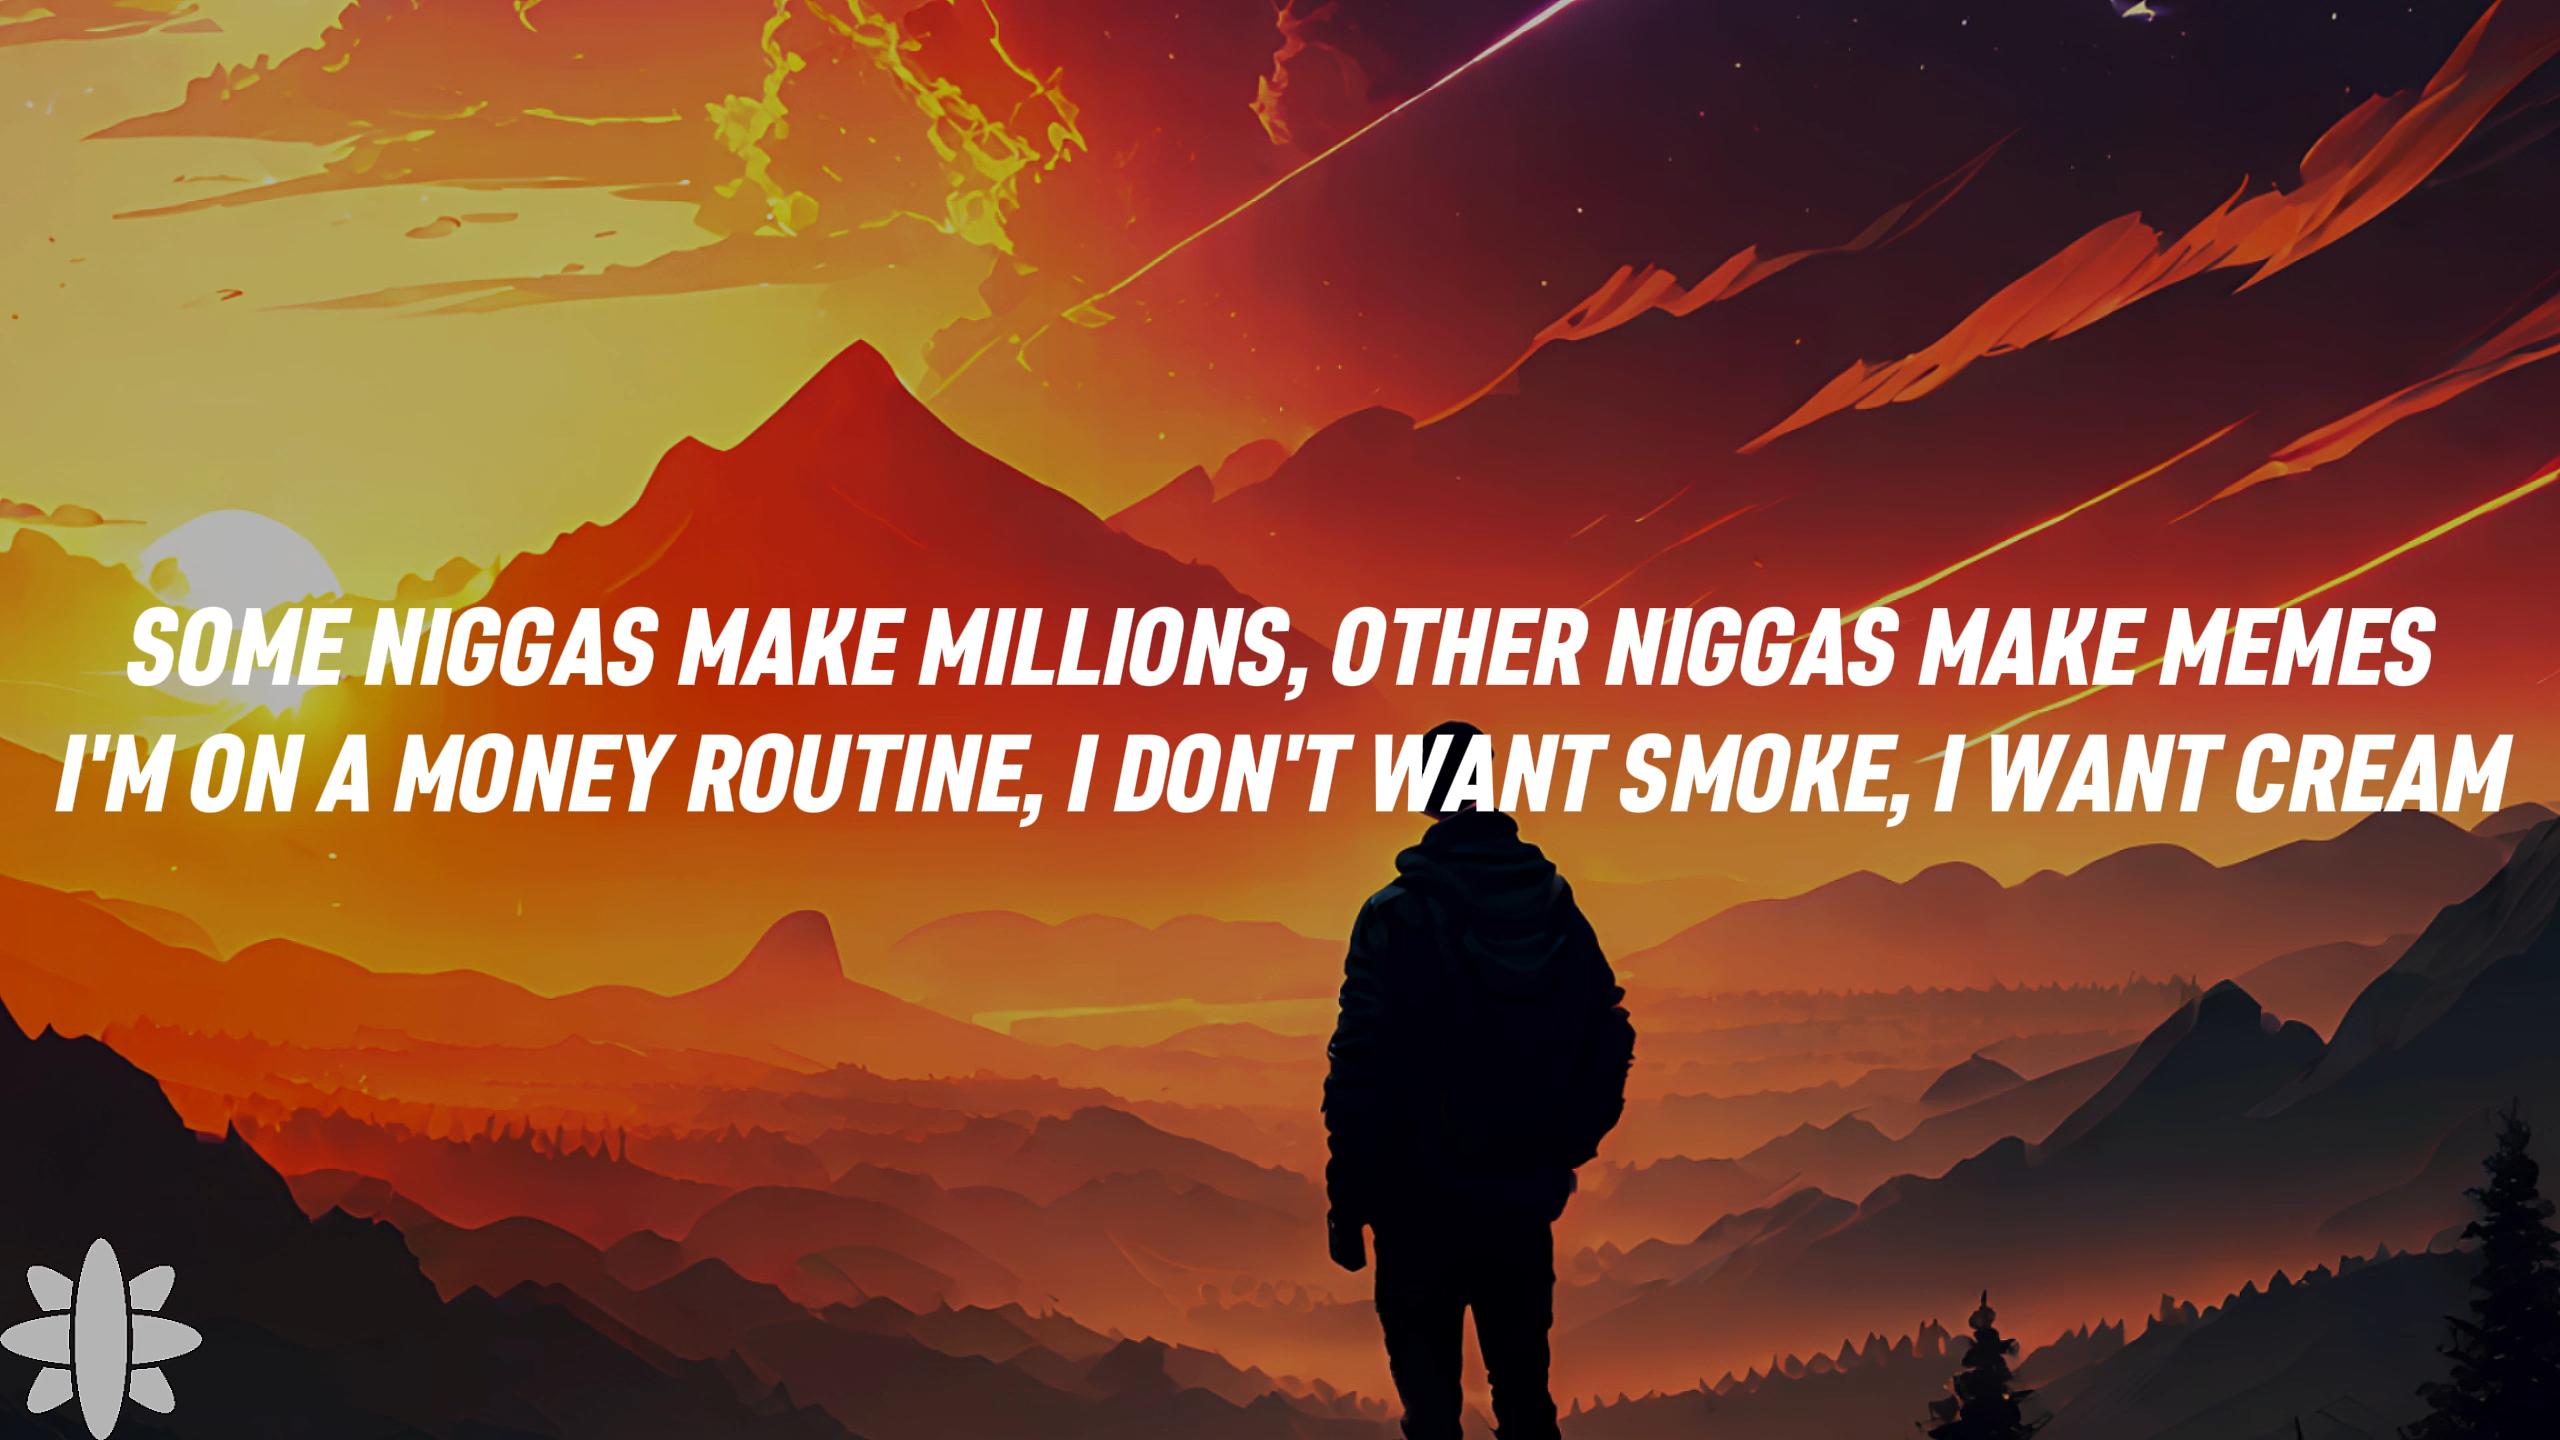 SOME NIGGAS MAKE MILLIONS, OTHER NIGGAS MAKE MEMES
I'M ON A MONEY ROUTINE, I DON'T WANT SMOKE, I WANT CREAM